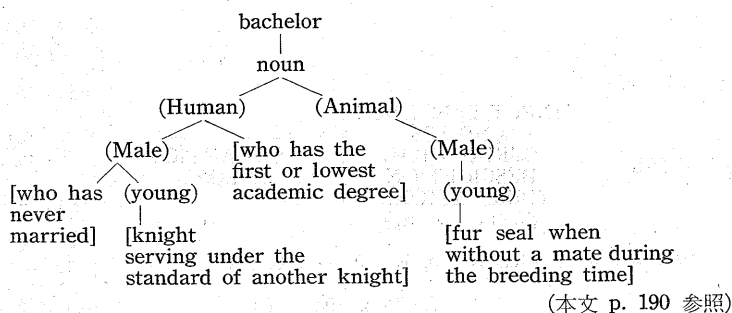 bachelor
noun
(Human) (Animal)
(Male) [who has the first or lowest academic degree] (Male)
[who has never married] (young) (young)
[knight serving under the standard of another knight] [fur seal when without a mate during the breeding time]
(本文 p. 190 参照)